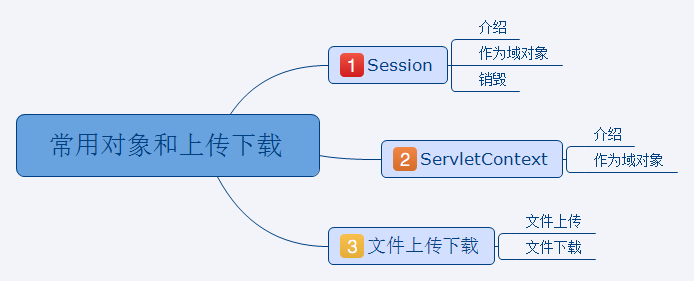 常用对象和上传下载
1 Session
介绍
作为域对象
销毁
2 ServletContext
介绍
作为域对象
3 文件上传下载
文件上传
文件下载